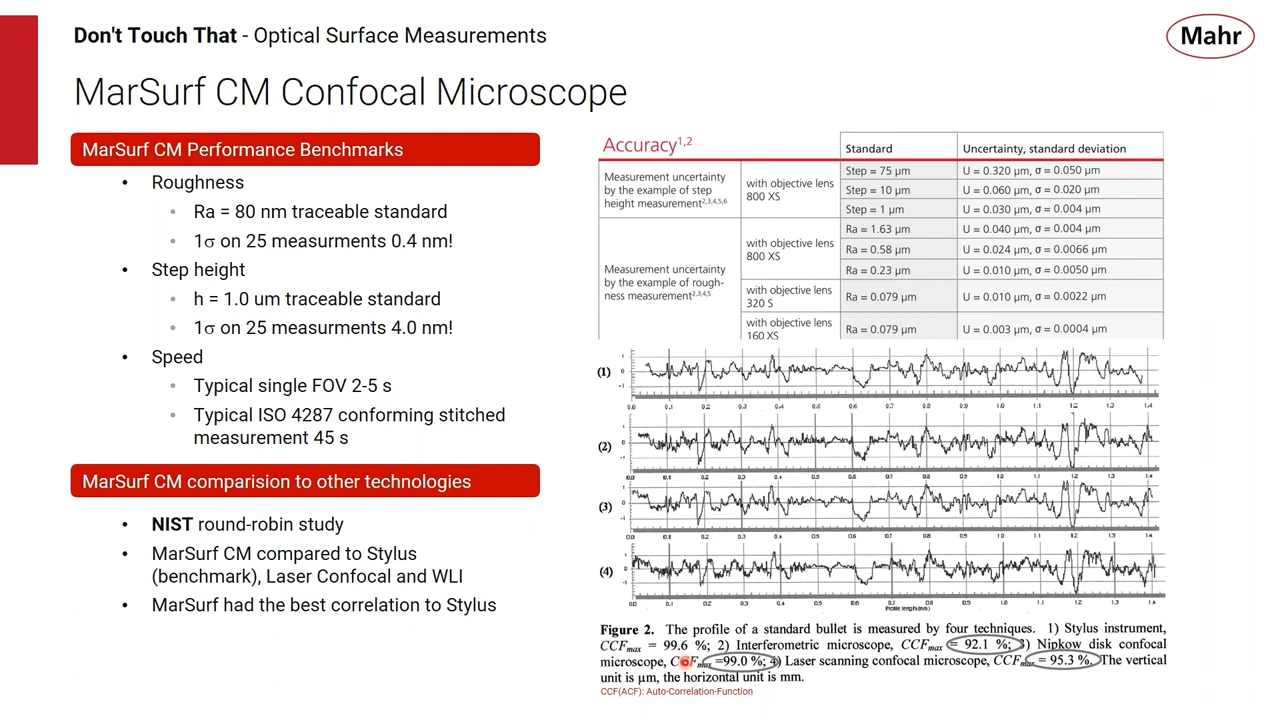 Don't Touch That - Optical Surface Measurements
Mahr
MarSurf CM Confocal Microscope
MarSurf CM Performance Benchmarks
• Roughness
• Ra = 80 nm traceable standard
• 1σ on 25 measurments 0.4 nm!
• Step height
• h = 1.0 um traceable standard
• 1σ on 25 measurments 4.0 nm!
• Speed
• Typical single FOV 2-5 s
• Typical ISO 4287 conforming stitched
measurement 45 s
MarSurf CM comparision to other technologies
• NIST round-robin study
• MarSurf CM compared to Stylus
(benchmark), Laser Confocal and WLI
• MarSurf had the best correlation to Stylus
Accuracy1,2
Standard
Uncertainty, standard deviation
Measurement uncertainty
by the example of step
height measurement2,3,4,5,6
with objective lens
800 XS
Step = 75 µm
U = 0.320 µm, σ = 0.050 µm
Step = 10 µm
U = 0.060 µm, σ = 0.020 µm
Step = 1 µm
U = 0.030 µm, σ = 0.004 µm
Measurement uncertainty
by the example of rough-
ness measurement2,3,4,5
with objective lens
800 XS
Ra = 1.63 µm
U = 0.040 µm, σ = 0.004 µm
Ra = 0.58 µm
U = 0.024 µm, σ = 0.0066 µm
Ra = 0.23 µm
U = 0.010 µm, σ = 0.0050 µm
with objective lens
320 S
Ra = 0.079 µm
U = 0.010 µm, σ = 0.0022 µm
with objective lens
160 XS
Ra = 0.079 µm
U = 0.003 µm, σ = 0.0004 µm
(1)
(2)
(3)
(4)
Profile length (mm)
Figure 2. The profile of a standard bullet is measured by four techniques. 1) Stylus instrument,
CCFmax = 99.6 %; 2) Interferometric microscope, CCFmax = 92.1 %; 3) Nipkow disk confocal
microscope, CCFmax =99.0 %; 4) Laser scanning confocal microscope, CCFmax = 95.3 %. The vertical
unit is µm, the horizontal unit is mm.
CCF(ACF): Auto-Correlation-Function